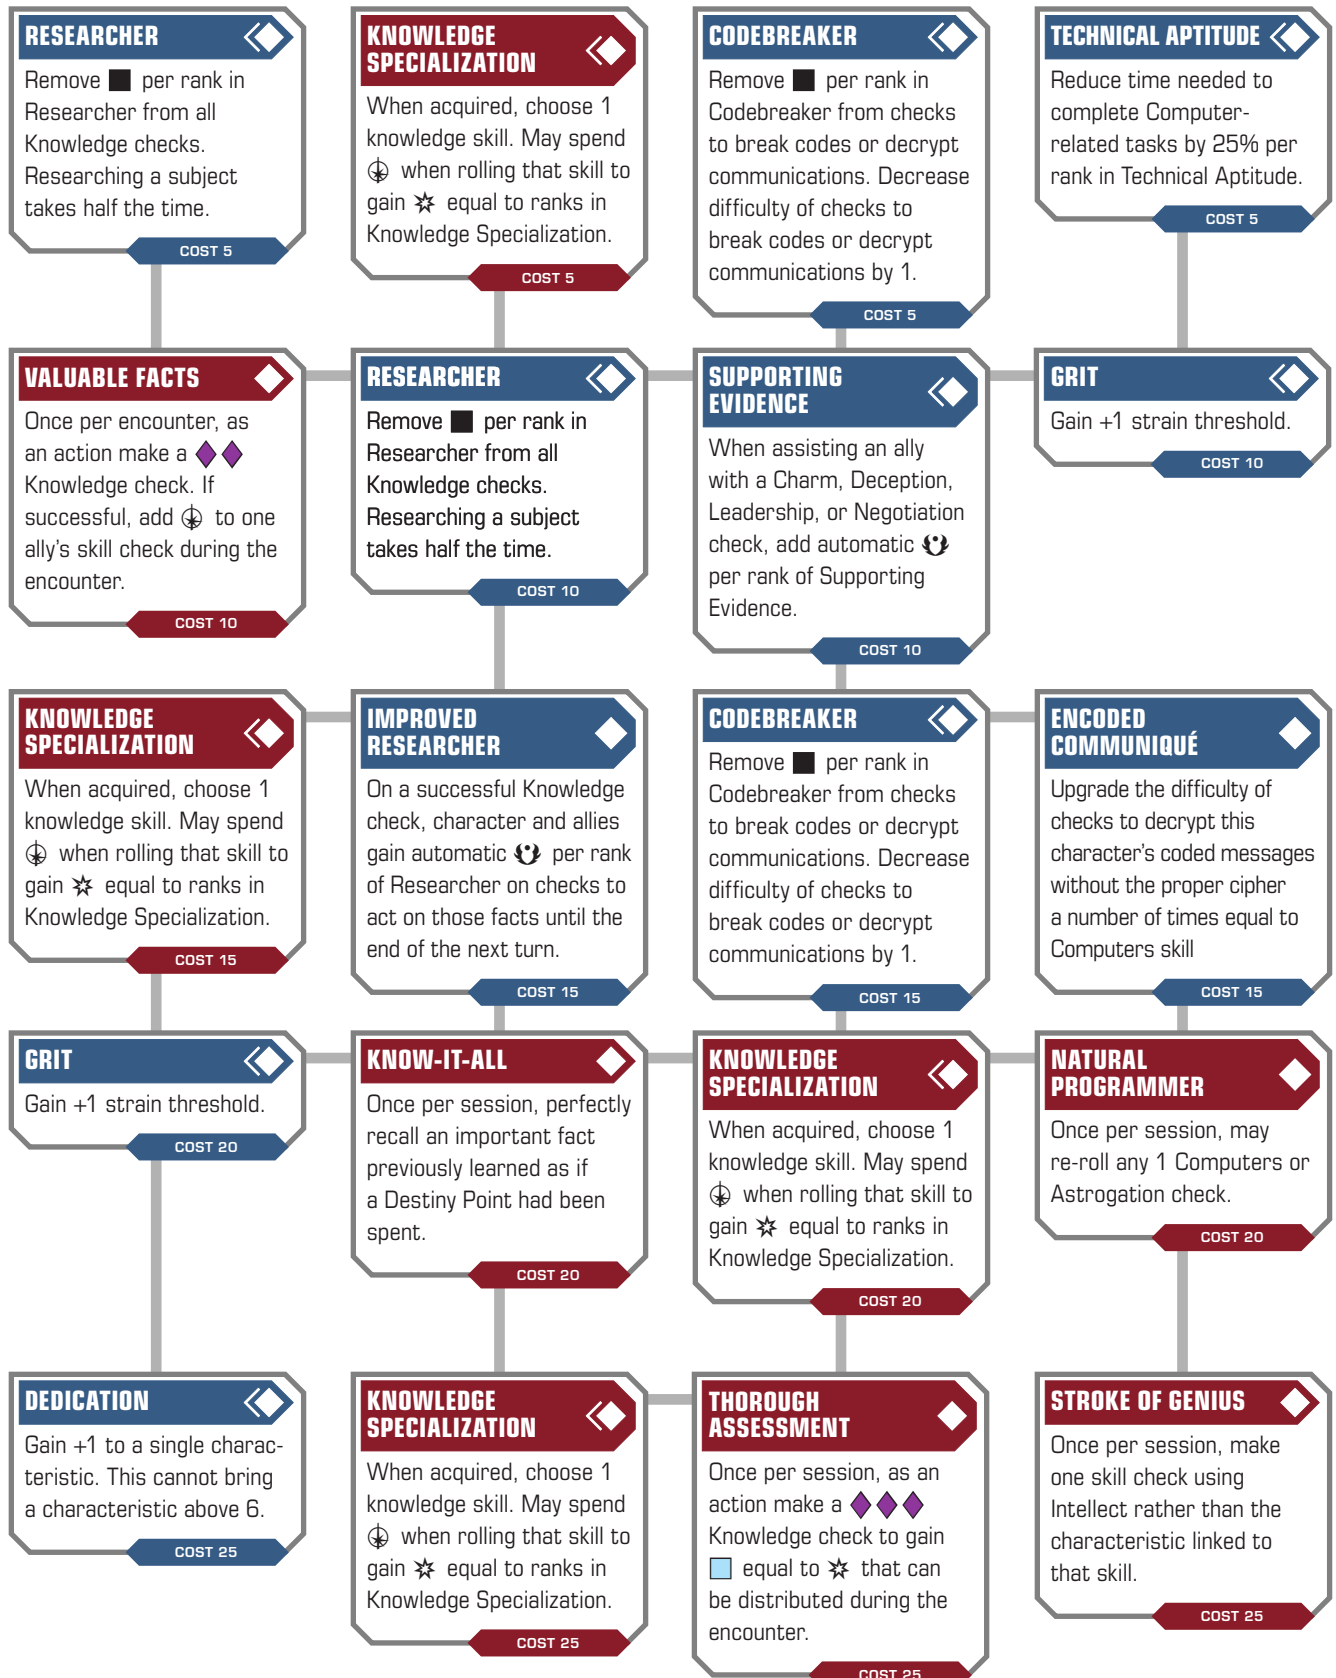 RESEARCHER
Remove per rank in
Researcher from all
Knowledge checks.
Researching a subject
takes half the time.
COST 5
KNOWLEDGE
SPECIALIZATION
When acquired, choose 1
knowledge skill. May spend
when rolling that skill to
gain equal to ranks in
Knowledge Specialization.
COST 5
CODEBREAKER
Remove per rank in
Codebreaker from checks
to break codes or decrypt
communications. Decrease
difficulty of checks to
break codes or decrypt
communications by 1.
COST 5
TECHNICAL APTITUDE
Reduce time needed to
complete Computer-
related tasks by 25% per
rank in Technical Aptitude.
COST 5
VALUABLE FACTS
Once per encounter, as
an action make a
Knowledge check. If
successful, add to one
ally's skill check during the
encounter.
COST 10
RESEARCHER
Remove per rank in
Researcher from all
Knowledge checks.
Researching a subject
takes half the time.
COST 10
SUPPORTING
EVIDENCE
When assisting an ally
with a Charm, Deception,
Leadership, or Negotiation
check, add automatic
per rank of Supporting
Evidence.
COST 10
GRIT
Gain +1 strain threshold.
COST 10
KNOWLEDGE
SPECIALIZATION
When acquired, choose 1
knowledge skill. May spend
when rolling that skill to
gain equal to ranks in
Knowledge Specialization.
COST 15
IMPROVED
RESEARCHER
On a successful Knowledge
check, character and allies
gain automatic per rank
of Researcher on checks to
act on those facts until the
end of the next turn.
COST 15
CODEBREAKER
Remove per rank in
Codebreaker from checks
to break codes or decrypt
communications. Decrease
difficulty of checks to
break codes or decrypt
communications by 1.
COST 15
ENCODED
COMMUNIQUÉ
Upgrade the difficulty of
checks to decrypt this
character's coded messages
without the proper cipher
a number of times equal to
Computers skill
COST 15
GRIT
Gain +1 strain threshold.
COST 20
KNOW-IT-ALL
Once per session, perfectly
recall an important fact
previously learned as if
a Destiny Point had been
spent.
COST 20
KNOWLEDGE
SPECIALIZATION
When acquired, choose 1
knowledge skill. May spend
when rolling that skill to
gain equal to ranks in
Knowledge Specialization.
COST 20
NATURAL
PROGRAMMER
Once per session, may
re-roll any 1 Computers or
Astrogation check.
COST 20
DEDICATION
Gain +1 to a single charac-
teristic. This cannot bring
a characteristic above 6.
COST 25
KNOWLEDGE
SPECIALIZATION
When acquired, choose 1
knowledge skill. May spend
when rolling that skill to
gain equal to ranks in
Knowledge Specialization.
COST 25
THOROUGH
ASSESSMENT
Once per session, as an
action make a
Knowledge check to gain
equal to that can
be distributed during the
encounter.
COST 25
STROKE OF GENIUS
Once per session, make
one skill check using
Intellect rather than the
characteristic linked to
that skill.
COST 25